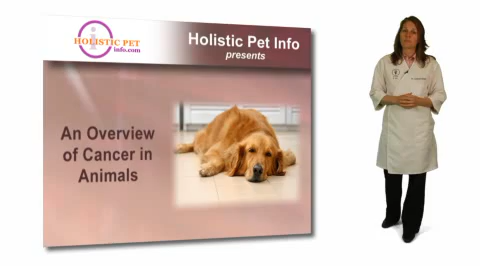 HOLISTIC PET
info.com
Holistic Pet Info
presents
An Overview
of Cancer in
Animals